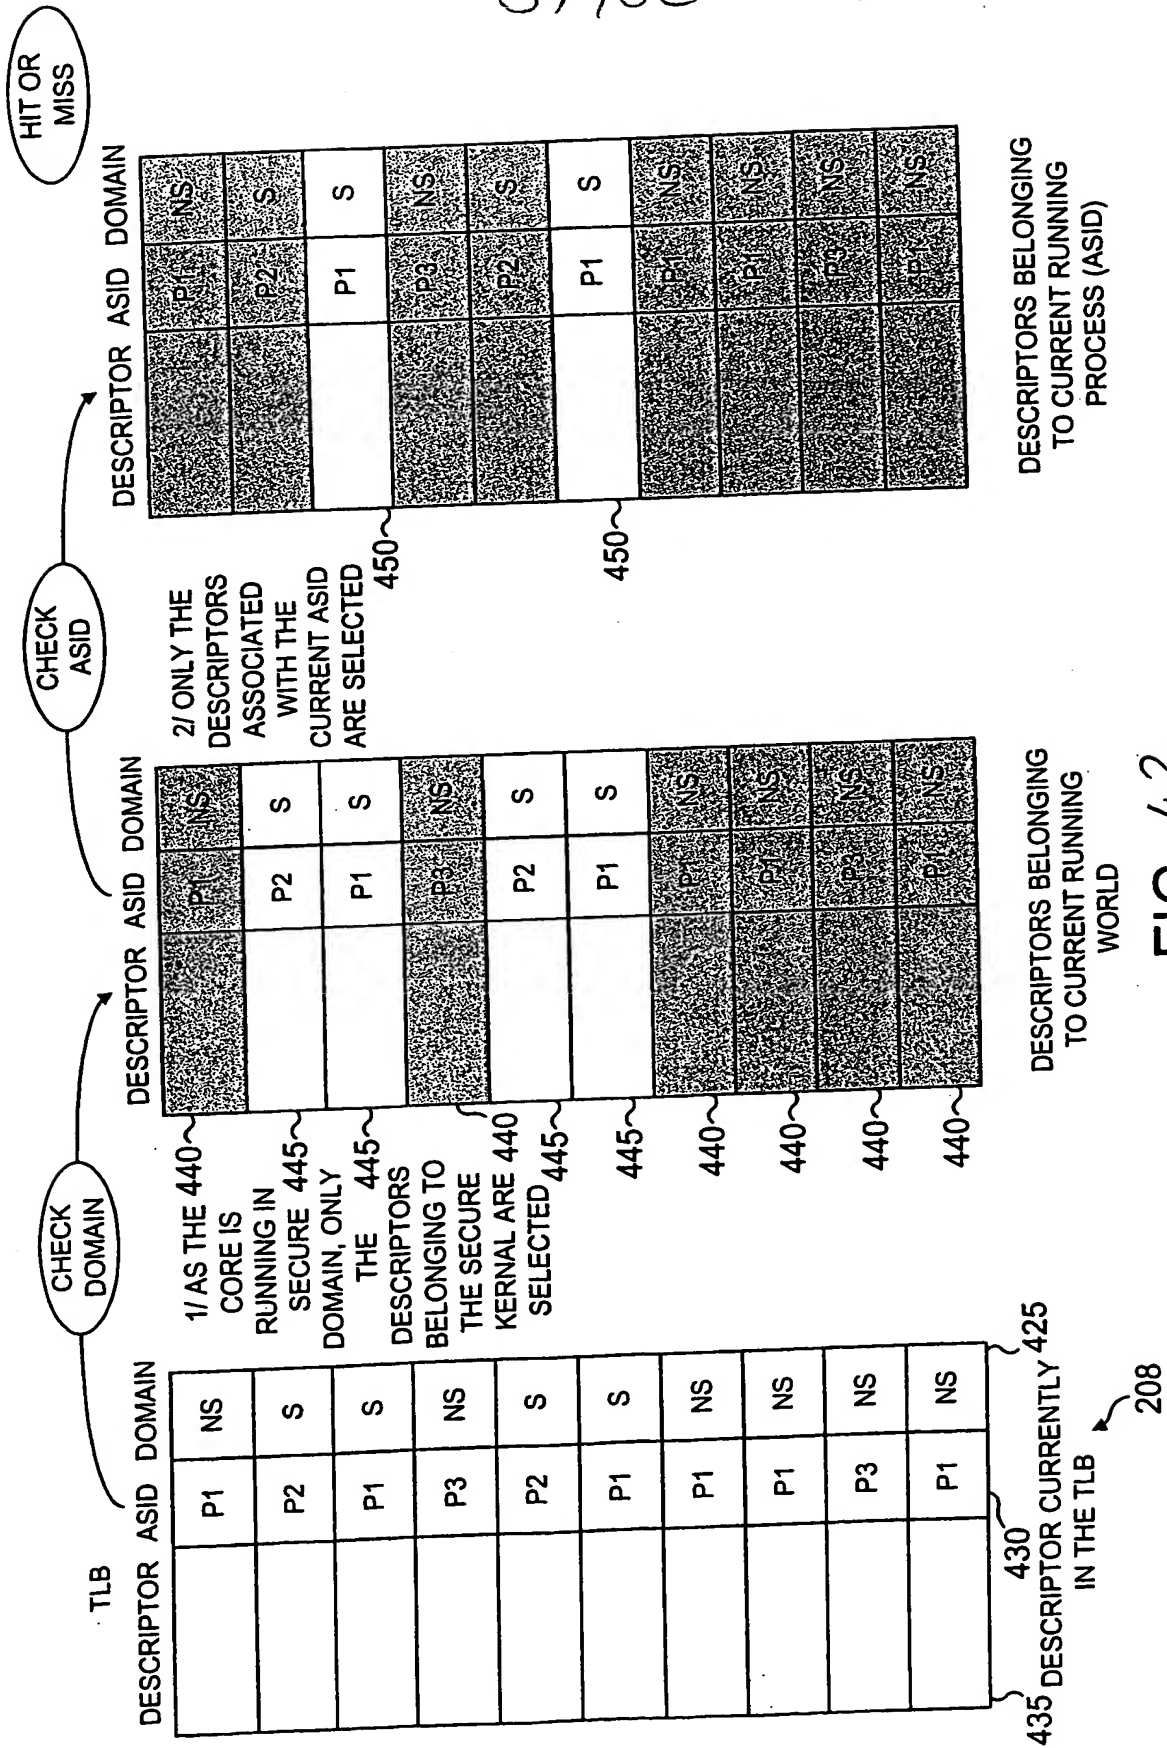 CHECK
DOMAIN
CHECK
ASID
HIT OR
MISS
TLB
DESCRIPTOR ASID DOMAIN
P1 NS
P2 S
P1 S
P3 NS
P2 S
P1 S
P1 NS
P1 NS
P3 NS
P1 NS
435
430
425
DESCRIPTOR CURRENTLY
IN THE TLB
208
1/ AS THE
CORE IS
RUNNING IN
SECURE
DOMAIN, ONLY
THE
DESCRIPTORS
BELONGING TO
THE SECURE
KERNAL ARE
SELECTED
440
445
445
440
445
445
440
440
440
440
DESCRIPTOR ASID DOMAIN
P1 NS
P2 S
P1 S
P3 NS
P2 S
P1 S
P1 NS
P1 NS
P3 NS
P1 NS
DESCRIPTORS BELONGING
TO CURRENT RUNNING
WORLD
2/ ONLY THE
DESCRIPTORS
ASSOCIATED
WITH THE
CURRENT ASID
ARE SELECTED
450
450
DESCRIPTOR ASID DOMAIN
P1 NS
P2 S
P1 S
P3 NS
P2 S
P1 S
P1 NS
P1 NS
P3 NS
P1 NS
DESCRIPTORS BELONGING
TO CURRENT RUNNING
PROCESS (ASID)
FIG. 42